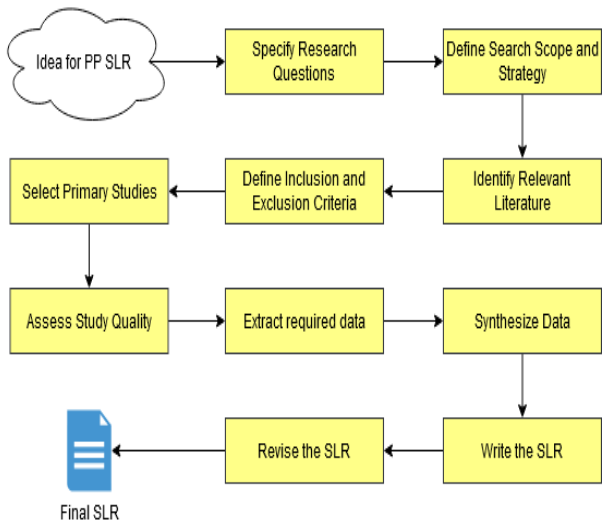 Idea for PP SLR
Specify Research
Questions
Define Search Scope and
Strategy
Identify Relevant
Literature
Define Inclusion and
Exclusion Criteria
Select Primary Studies
Assess Study Quality
Extract required data
Synthesize Data
Write the SLR
Revise the SLR
Final SLR